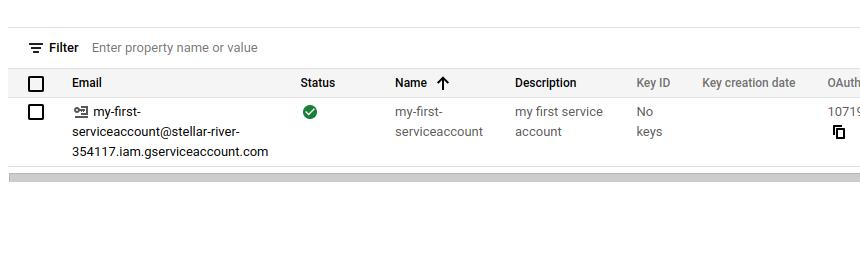 Filter Enter property name or value
Email Status Name Description Key ID Key creation date OAuth
my-first- my-first- my first service No 10719
serviceaccount@stellar-river- serviceaccount account keys
354117.iam.gserviceaccount.com